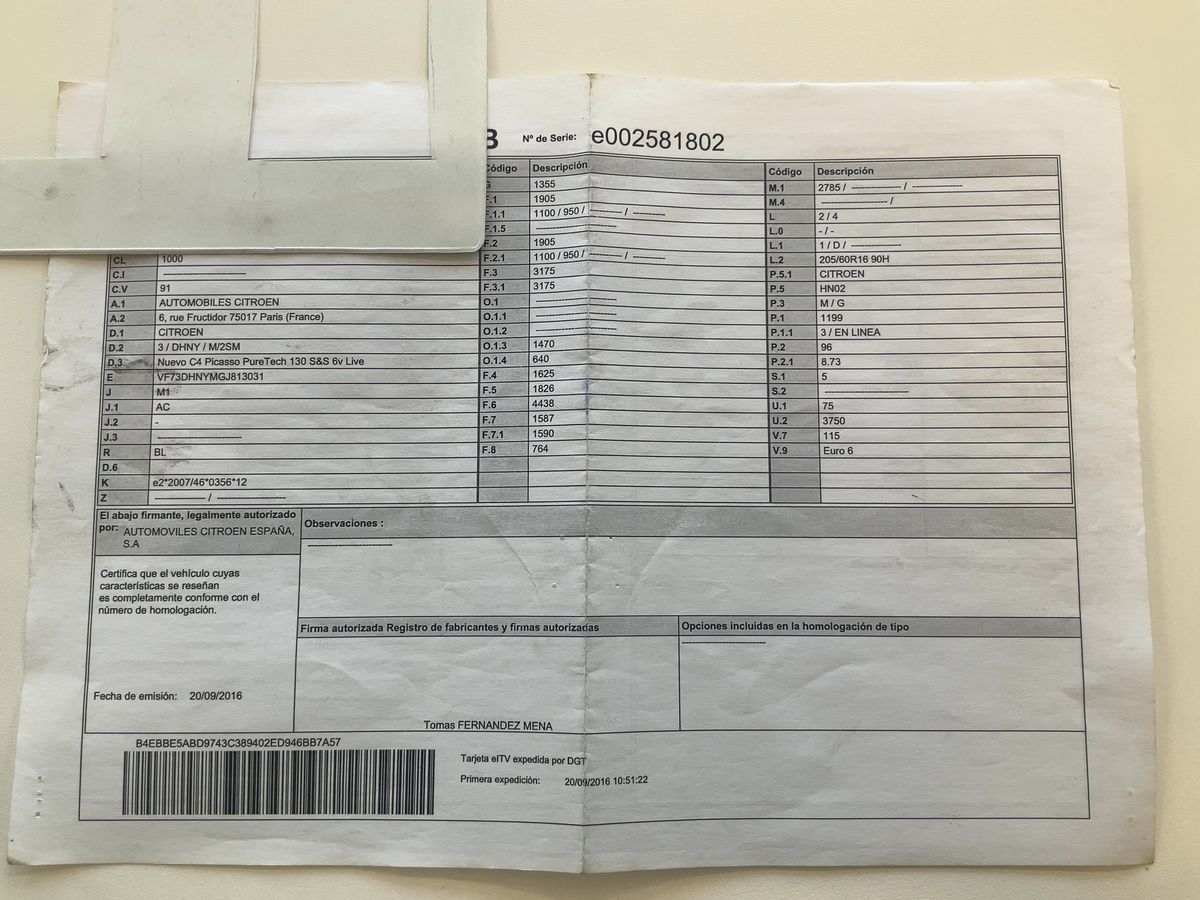 B Nº de Serie: e002581802
Código Descripción
G 1355
F.1 1905
F.1.1 1100 / 950 / ---------- / ----------
F.1.5 --------------------
F.2 1905
F.2.1 1100 / 950 / ---------- / ----------
F.3 3175
F.3.1 3175
O.1 --------------------
O.1.1 --------------------
O.1.2 --------------------
O.1.3 1470
O.1.4 640
F.4 1625
F.5 1826
F.6 4438
F.7 1587
F.7.1 1590
F.8 764
Código Descripción
M.1 2785 / --------------- / ---------------
M.4 -------------------- /
L 2 / 4
L.0 - / -
L.1 1 / D / ---------------
L.2 205/60R16 90H
P.5.1 CITROEN
P.5 HN02
P.3 M / G
P.1 1199
P.1.1 3 / EN LINEA
P.2 96
P.2.1 8.73
S.1 5
S.2 --------------------
U.1 75
U.2 3750
V.7 115
V.9 Euro 6
CL 1000
C.I --------------------
C.V 91
A.1 AUTOMOBILES CITROEN
A.2 6, rue Fructidor 75017 Paris (France)
D.1 CITROEN
D.2 3 / DHNY / M/2SM
D.3 Nuevo C4 Picasso PureTech 130 S&S 6v Live
E VF73DHNYMGJ813031
J M1
J.1 AC
J.2 -
J.3 --------------------
R BL
D.6
K e2*2007/46*0356*12
Z --------------- / --------------------
El abajo firmante, legalmente autorizado
por: AUTOMOVILES CITROEN ESPAÑA,
S.A
Certifica que el vehículo cuyas
características se reseñan
es completamente conforme con el
número de homologación.
Fecha de emisión: 20/09/2016
Observaciones :
--------------------
Firma autorizada Registro de fabricantes y firmas autorizadas
Tomas FERNANDEZ MENA
Opciones incluidas en la homologación de tipo
--------------------
B4EBBE5ABD9743C389402ED946BB7A57
Tarjeta eITV expedida por DGT
Primera expedición: 20/09/2016 10:51:22